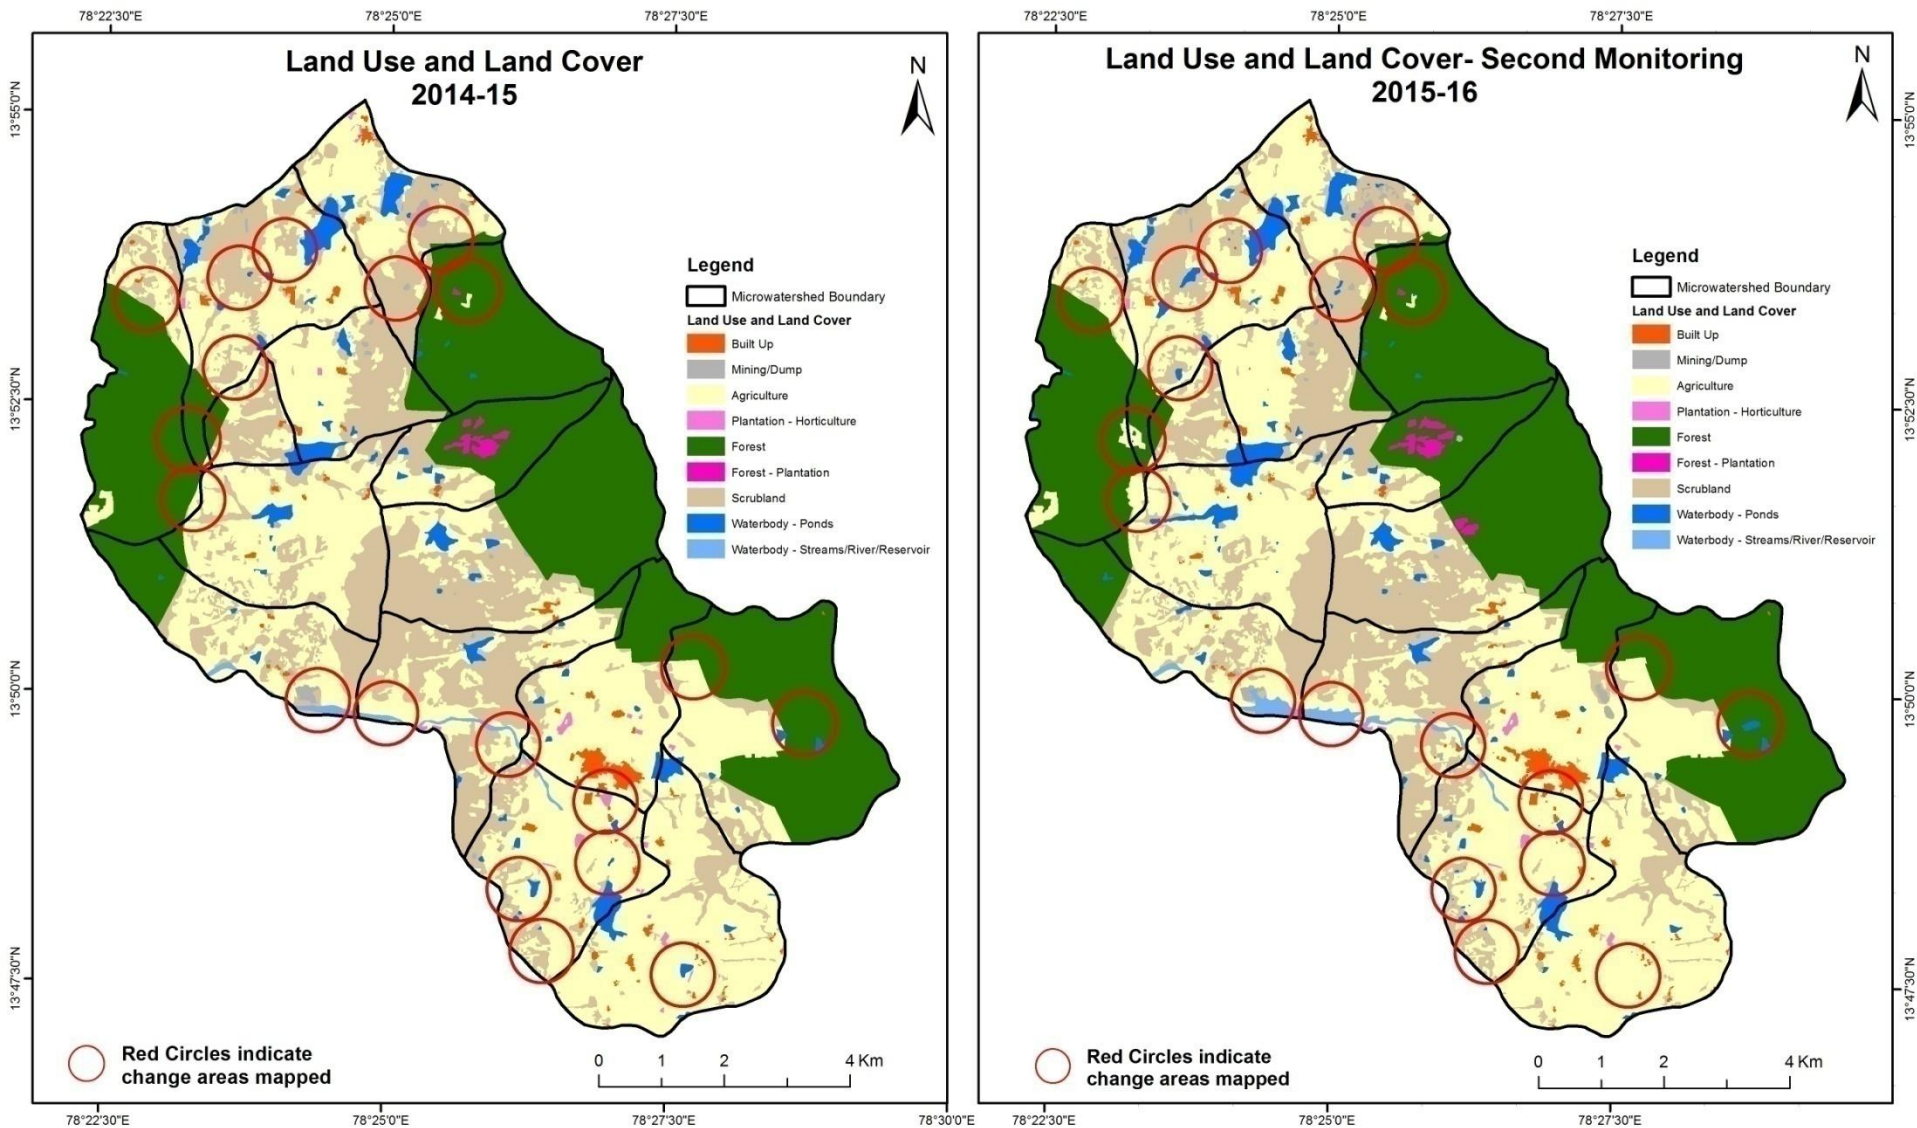 78°22'30"E
78°25'0"E
78°27'30"E
78°22'30"E
78°25'0"E
78°27'30"E
Land Use and Land Cover
2014-15
N
13°55'0"N
13°52'30"N
13°50'0"N
13°47'30"N
Legend
Microwatershed Boundary
Land Use and Land Cover
Built Up
Mining/Dump
Agriculture
Plantation - Horticulture
Forest
Forest - Plantation
Scrubland
Waterbody - Ponds
Waterbody - Streams/River/Reservoir
Red Circles indicate
change areas mapped
0 1 2 4 Km
78°22'30"E
78°25'0"E
78°27'30"E
78°30'0"E
Land Use and Land Cover- Second Monitoring
2015-16
N
13°55'0"N
13°52'30"N
13°50'0"N
13°47'30"N
Legend
Microwatershed Boundary
Land Use and Land Cover
Built Up
Mining/Dump
Agriculture
Plantation - Horticulture
Forest
Forest - Plantation
Scrubland
Waterbody - Ponds
Waterbody - Streams/River/Reservoir
Red Circles indicate
change areas mapped
0 1 2 4 Km
78°22'30"E
78°25'0"E
78°27'30"E